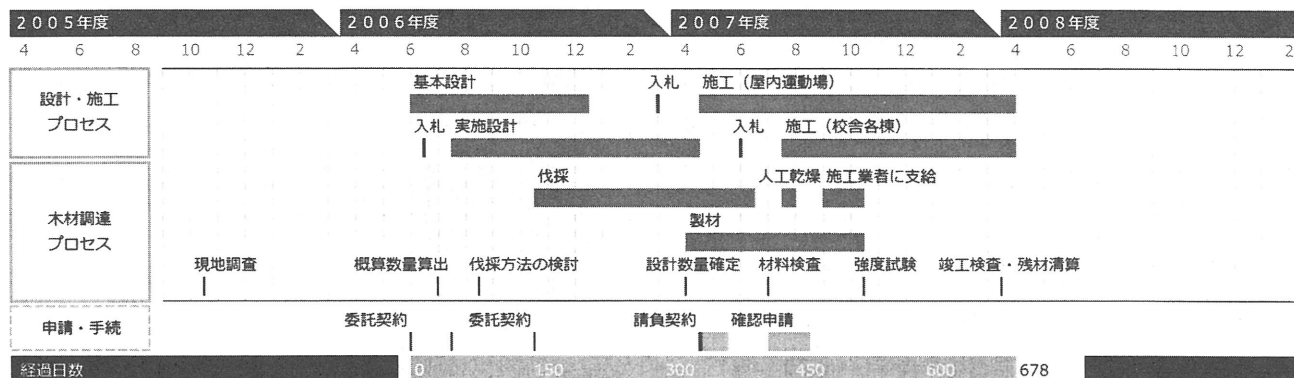 ２００５年度 ２００６年度 ２００７年度 ２００８年度
4 6 8 10 12 2 4 6 8 10 12 2 4 6 8 10 12 2 4 6 8 10 12 2
設計・施工
プロセス
基本設計 入札 施工（屋内運動場）
入札 実施設計 入札 施工（校舎各棟）
木材調達
プロセス
伐採 人工乾燥 施工業者に支給
製材
現地調査 概算数量算出 伐採方法の検討 設計数量確定 材料検査 強度試験 竣工検査・残材清算
申請・手続
委託契約 委託契約 請負契約 確認申請
経過日数 0 150 300 450 600 678